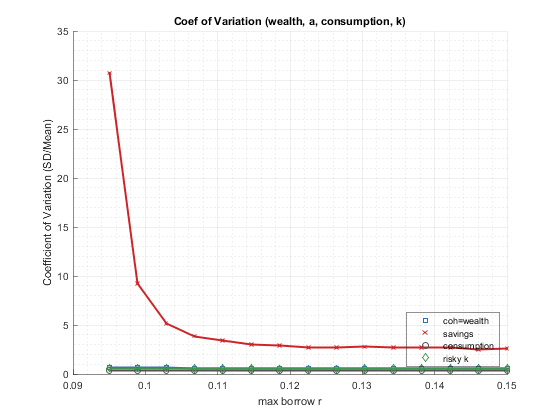 Coef of Variation (wealth, a, consumption, k)
Coefficient of Variation (SD/Mean)
35
30
25
20
15
10
5
0
0.09
0.1
0.11
0.12
0.13
0.14
0.15
max borrow r
coh=wealth
savings
consumption
risky k